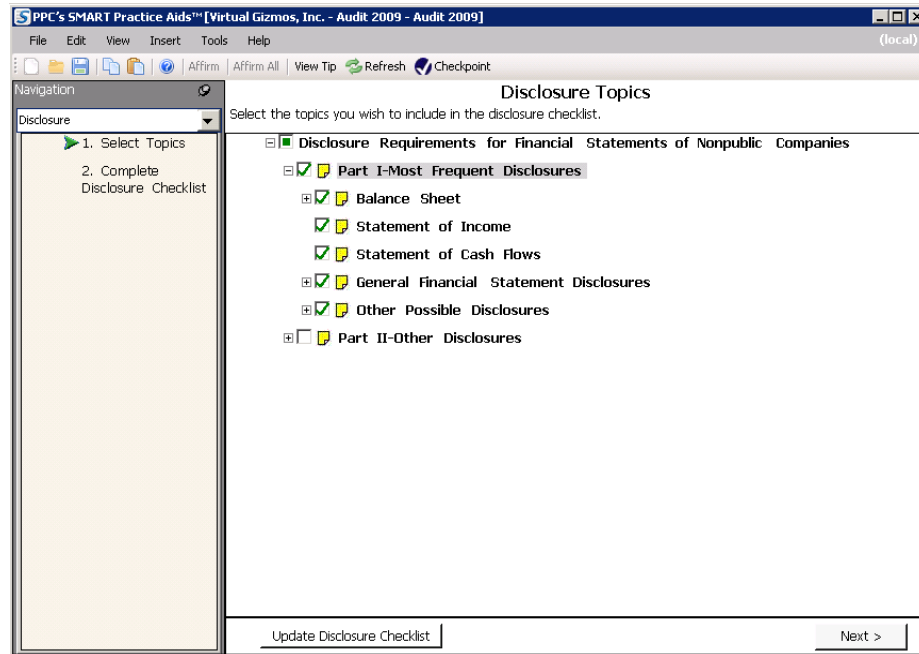 PPC's SMART Practice Aids™ [Virtual Gizmos, Inc. - Audit 2009 - Audit 2009]
File Edit View Insert Tools Help (local)
Affirm Affirm All View Tip Refresh Checkpoint
Navigation
Disclosure
1. Select Topics
2. Complete
Disclosure Checklist
Disclosure Topics
Select the topics you wish to include in the disclosure checklist.
Disclosure Requirements for Financial Statements of Nonpublic Companies
Part I-Most Frequent Disclosures
Balance Sheet
Statement of Income
Statement of Cash Flows
General Financial Statement Disclosures
Other Possible Disclosures
Part II-Other Disclosures
Update Disclosure Checklist
Next >